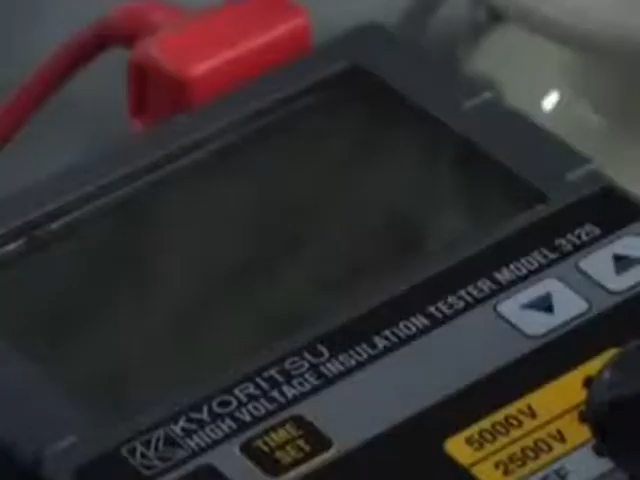 KYORITSU
HIGH VOLTAGE INSULATION TESTER MODEL 3125
TIME
SET
5000V
2500V